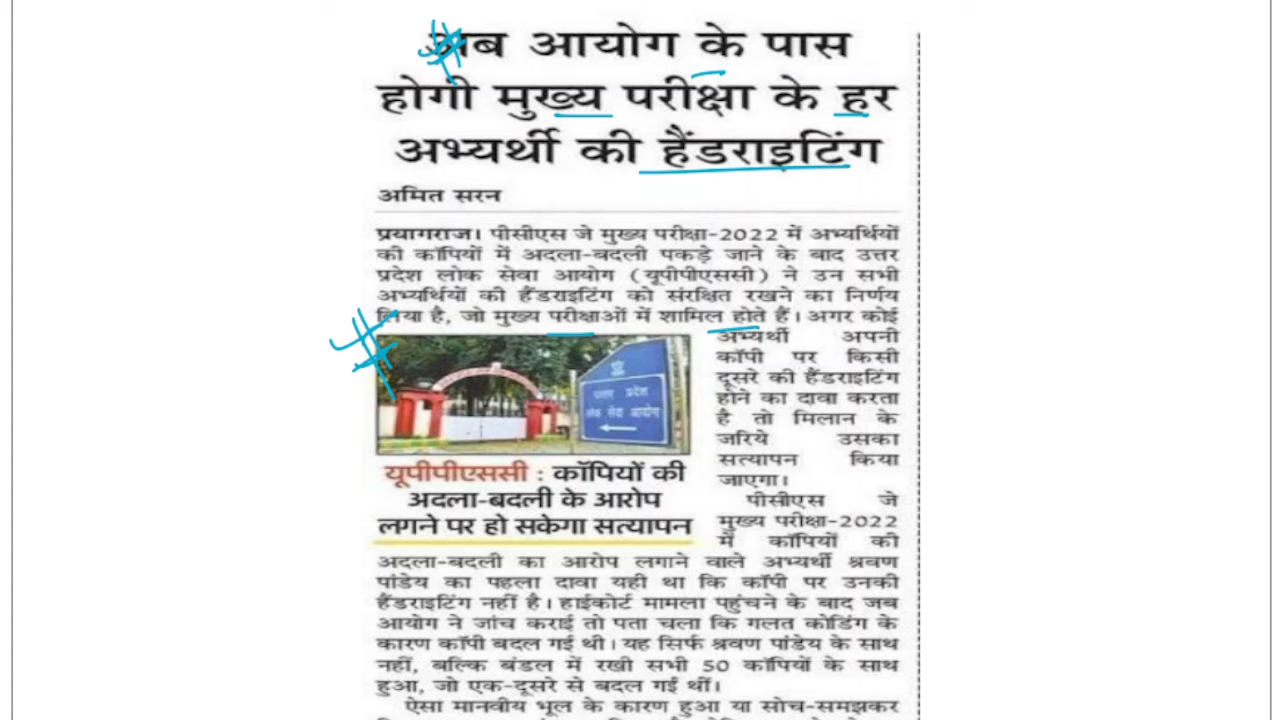 अब आयोग के पास
होगी मुख्य परीक्षा के हर
अभ्यर्थी की हैंडराइटिंग
अमित सरन
प्रयागराज। पीसीएस जे मुख्य परीक्षा-2022 में अभ्यर्थियों
की कॉपियों में अदला-बदली पकड़े जाने के बाद उत्तर
प्रदेश लोक सेवा आयोग (यूपीपीएससी) ने उन सभी
अभ्यर्थियों की हैंडराइटिंग को संरक्षित रखने का निर्णय
लिया है, जो मुख्य परीक्षाओं में शामिल होते हैं। अगर कोई
अभ्यर्थी अपनी
कॉपी पर किसी
दूसरे की हैंडराइटिंग
होने का दावा करता
है तो मिलान के
जरिये उसका
सत्यापन किया
जाएगा।
उत्तर प्रदेश
लोक सेवा आयोग
यूपीपीएससी : कॉपियों की
अदला-बदली के आरोप
लगने पर हो सकेगा सत्यापन
पीसीएस जे
मुख्य परीक्षा-2022
में कॉपियों की
अदला-बदली का आरोप लगाने वाले अभ्यर्थी श्रवण
पांडेय का पहला दावा यही था कि कॉपी पर उनकी
हैंडराइटिंग नहीं है। हाईकोर्ट मामला पहुंचने के बाद जब
आयोग ने जांच कराई तो पता चला कि गलत कोडिंग के
कारण कॉपी बदल गई थी। यह सिर्फ श्रवण पांडेय के साथ
नहीं, बल्कि बंडल में रखी सभी 50 कॉपियों के साथ
हुआ, जो एक-दूसरे से बदल गई थीं।
ऐसा मानवीय भूल के कारण हुआ या सोच-समझकर